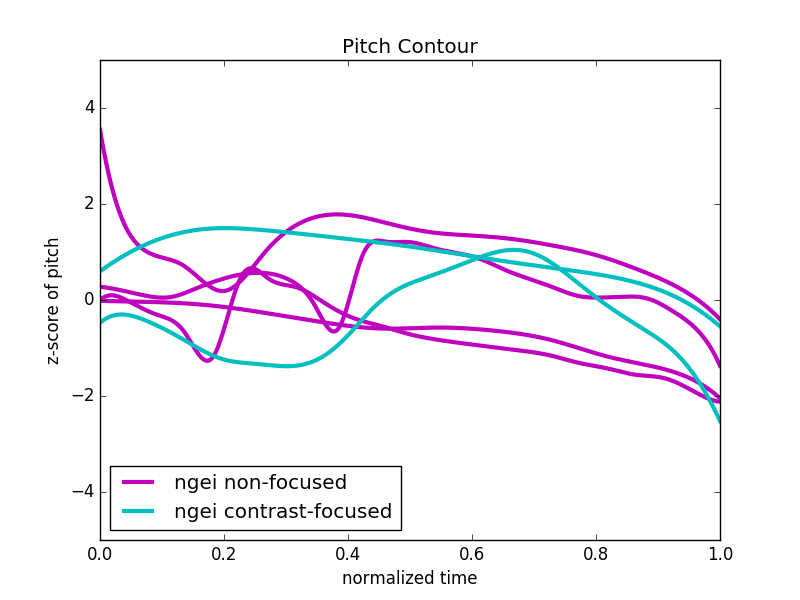 Pitch Contour
z-score of pitch
4
2
0
−2
−4
ngei non-focused
ngei contrast-focused
0.0 0.2 0.4 0.6 0.8 1.0
normalized time